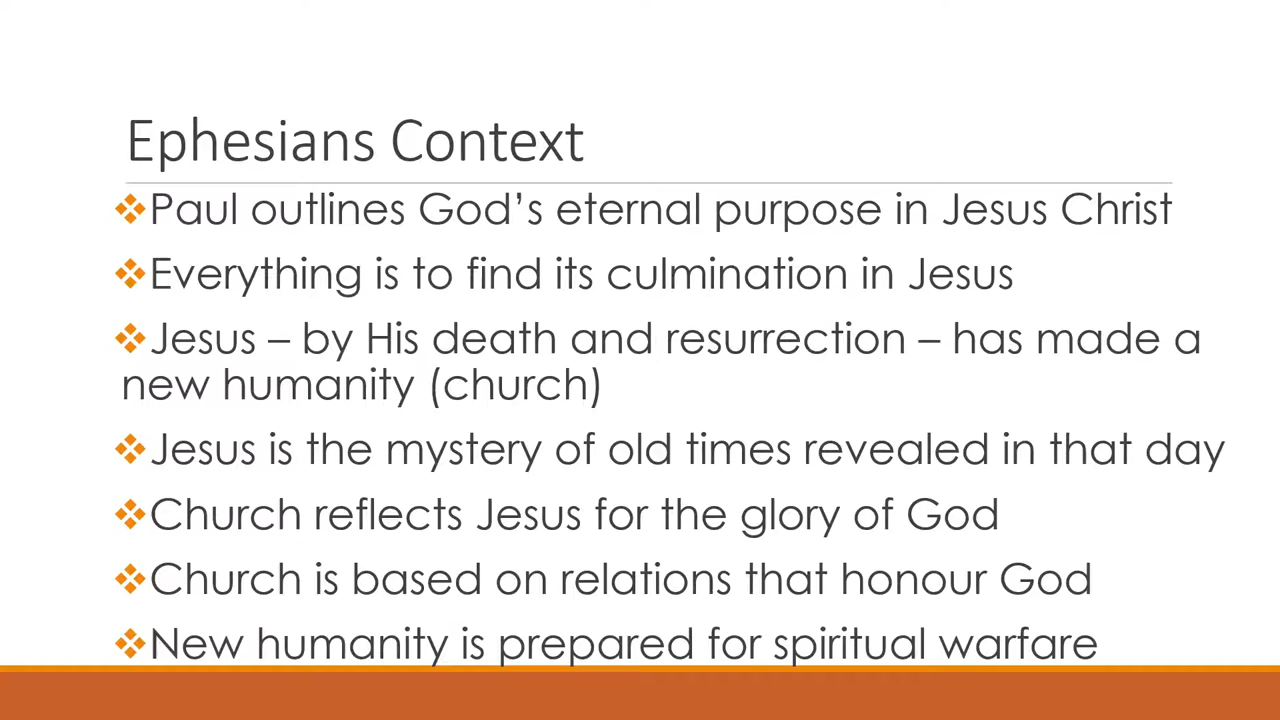 Ephesians Context
❖Paul outlines God’s eternal purpose in Jesus Christ
❖Everything is to find its culmination in Jesus
❖Jesus – by His death and resurrection – has made a
new humanity (church)
❖Jesus is the mystery of old times revealed in that day
❖Church reflects Jesus for the glory of God
❖Church is based on relations that honour God
❖New humanity is prepared for spiritual warfare